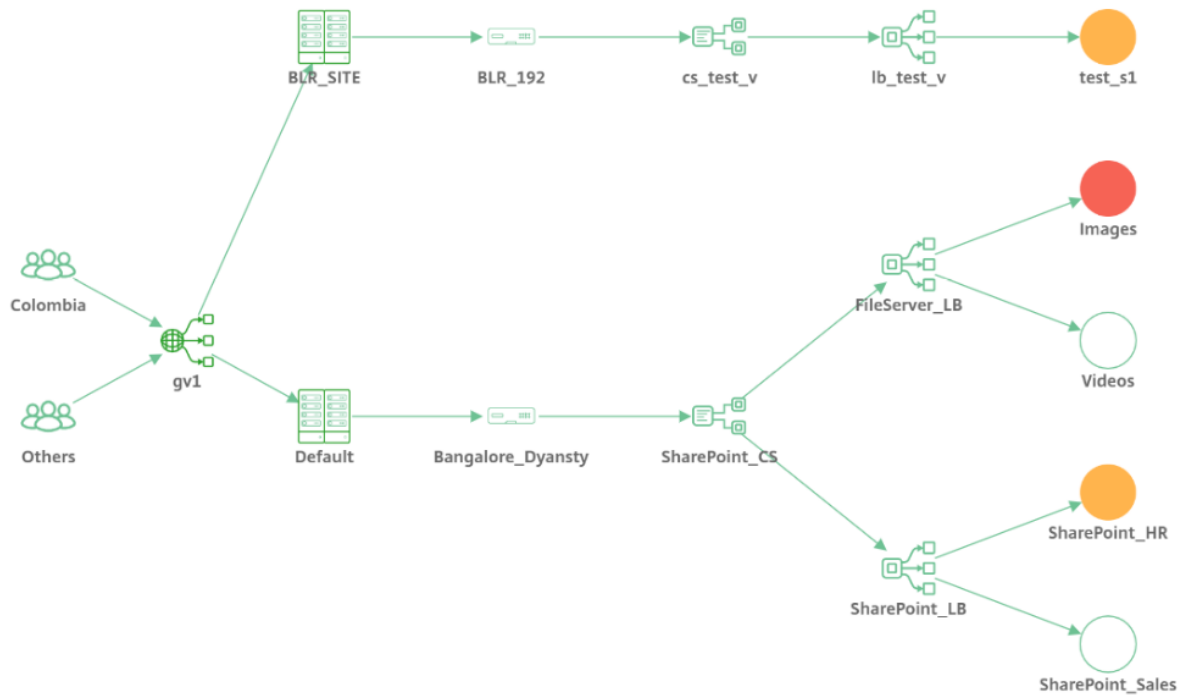 BLR_SITE
BLR_192
cs_test_v
lb_test_v
test_s1
Images
Colombia
FileServer_LB
gv1
Videos
Others
Default
Bangalore_Dyansty
SharePoint_CS
SharePoint_HR
SharePoint_LB
SharePoint_Sales